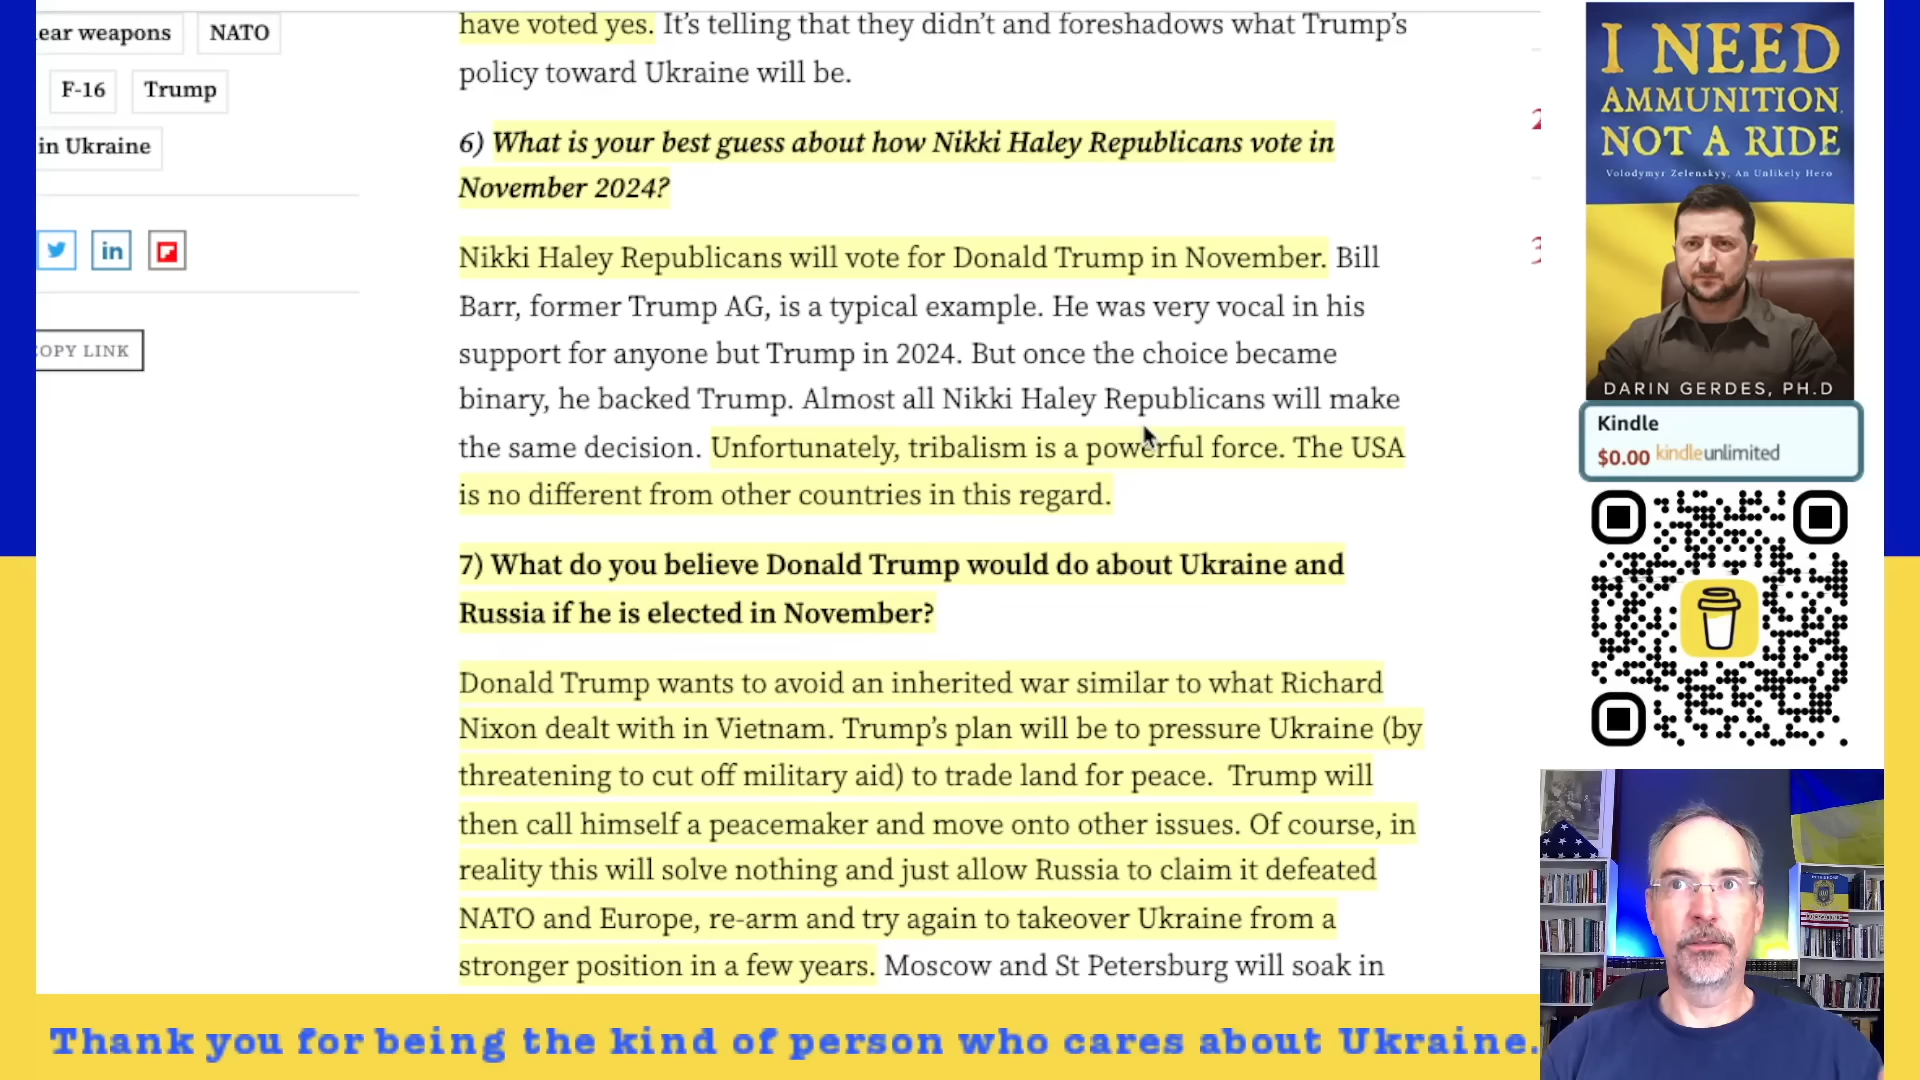 ear weapons
NATO
F-16
Trump
in Ukraine
OPY LINK
have voted yes. It's telling that they didn't and foreshadows what Trump's
policy toward Ukraine will be.
6) What is your best guess about how Nikki Haley Republicans vote in
November 2024?
Nikki Haley Republicans will vote for Donald Trump in November. Bill
Barr, former Trump AG, is a typical example. He was very vocal in his
support for anyone but Trump in 2024. But once the choice became
binary, he backed Trump. Almost all Nikki Haley Republicans will make
the same decision. Unfortunately, tribalism is a powerful force. The USA
is no different from other countries in this regard.
7) What do you believe Donald Trump would do about Ukraine and
Russia if he is elected in November?
Donald Trump wants to avoid an inherited war similar to what Richard
Nixon dealt with in Vietnam. Trump's plan will be to pressure Ukraine (by
threatening to cut off military aid) to trade land for peace.  Trump will
then call himself a peacemaker and move onto other issues. Of course, in
reality this will solve nothing and just allow Russia to claim it defeated
NATO and Europe, re-arm and try again to takeover Ukraine from a
stronger position in a few years. Moscow and St Petersburg will soak in
2
3
I NEED
AMMUNITION,
NOT A RIDE
Volodymyr Zelenskyy, An Unlikely Hero
DARIN GERDES, PH.D
Kindle
$0.00 kindleunlimited
Thank you for being the kind of person who cares about Ukraine.